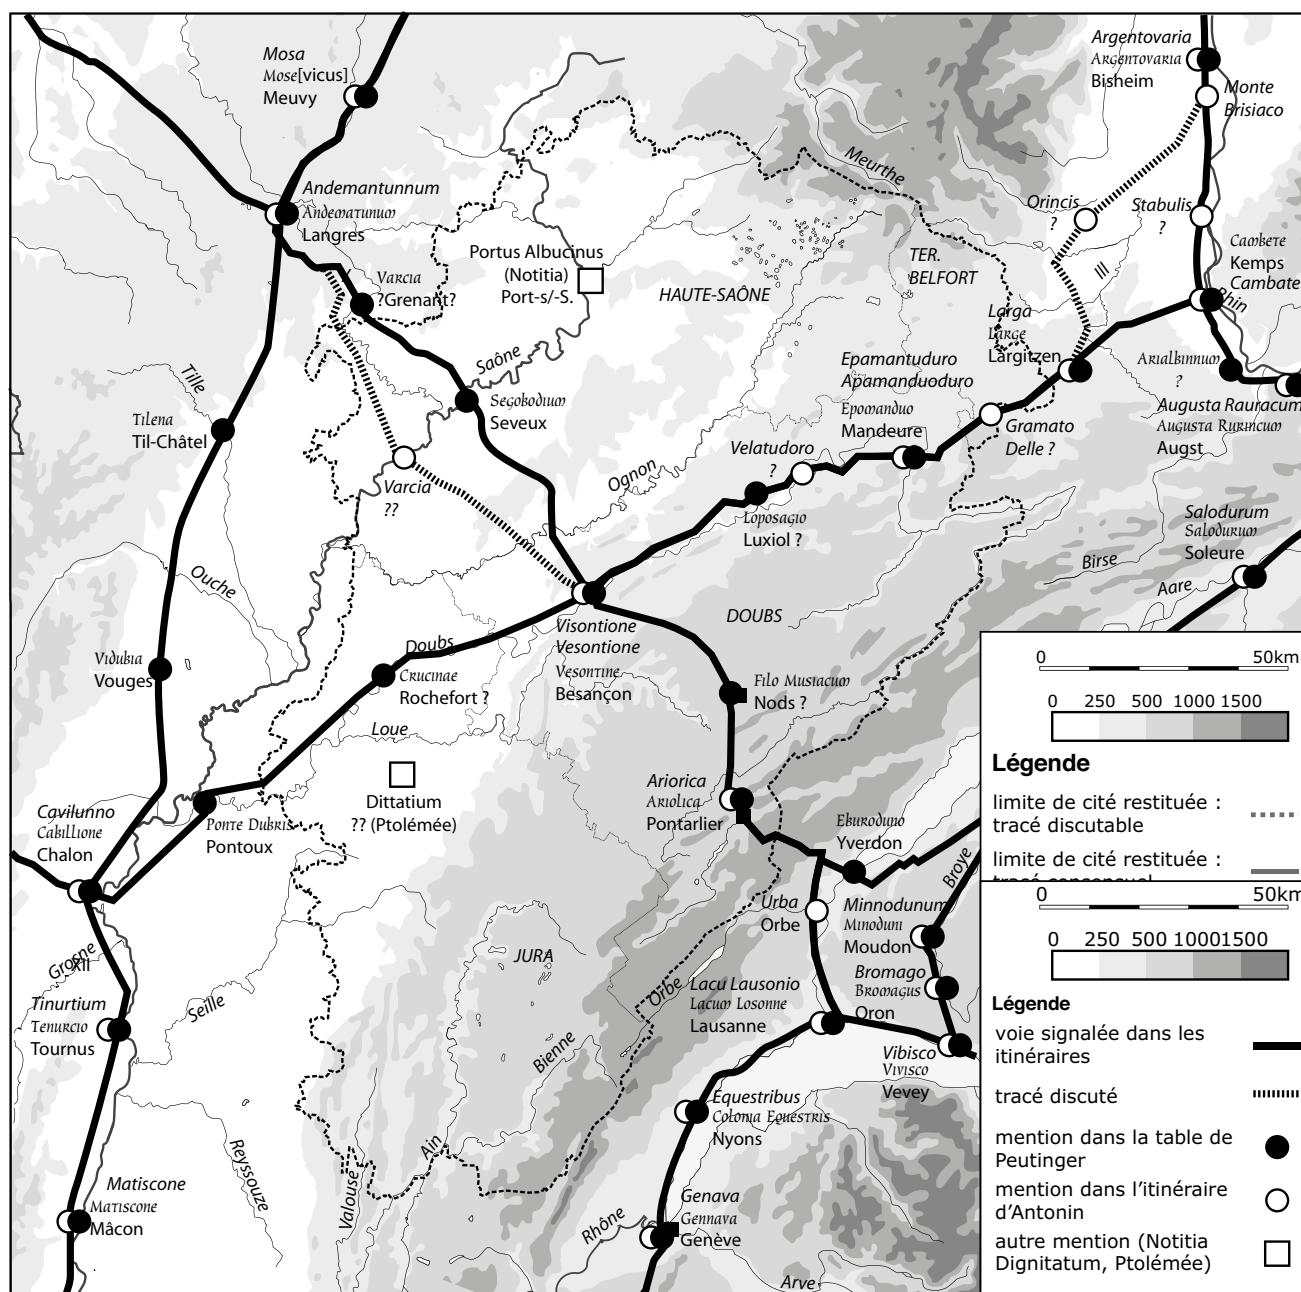 Mosa
Mose[vicus]
Meuvy
Argentovaria
Argentovaria
Bisheim
Monte
Brisiaco
Meurthe
Andemantunnum
Andematunum
Langres
Orincis
?
Stabulis
?
Portus Albucinus
(Notitia)
Port-s/-S.
Varcia
?Grenant?
TER.
BELFORT
HAUTE-SAÔNE
Ill
Cambete
Kemps
Cambate
Rhin
Larga
Large
Largitzen
Saône
Epamantuduro
Apamanduoduro
Epomanduo
Mandeure
Arialbinnum
?
Tille
Segobodium
Seveux
Augusta Rauracum
Augusta Ruricum
Augst
Tilena
Til-Châtel
Gramato
Delle ?
Velatudoro
?
Ognon
Varcia
??
Loposagio
Luxiol ?
Salodurum
Salodurum
Soleure
Birse
Aare
Ouche
DOUBS
Visontione
Vesontione
Vesontine
Besançon
Doubs
Crucinae
Rochefort ?
Vidubia
Vouges
Filo Musiacum
Nods ?
Loue
0
50km
0 250 500 1000 1500
Légende
limite de cité restituée :
tracé discutable
limite de cité restituée :
tracé consensuel
Dittatium
?? (Ptolémée)
Ariorica
Ariolica
Pontarlier
Cavilunno
Cabillione
Chalon
Ponte Dubris
Pontoux
Eburoduno
Yverdon
Broye
Urba
Orbe
Minnodunum
Minoduni
Moudon
Grosne
XII
JURA
Bromago
Bromagus
Oron
Orbe
Lacu Lausonio
Lacum Losonne
Lausanne
Seille
Tinurtium
Tenurcio
Tournus
Bienne
Vibisco
Vivisco
Vevey
Equestribus
Colonia Equestris
Nyons
Ain
Reyssouze
Valouse
Matiscone
Matiscone
Mâcon
Genava
Gennava
Genève
Rhône
Arve
0
50km
0 250 500 1000 1500
Légende
voie signalée dans les
itinéraires
tracé discuté
mention dans la table de
Peutinger
mention dans l'itinéraire
d'Antonin
autre mention (Notitia
Dignitatum, Ptolémée)